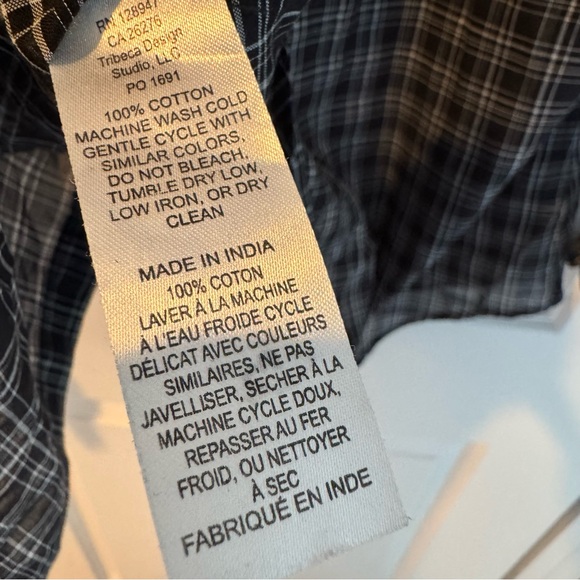 RN 128947
CA26276
Tribeca Design
Studio, LLC
PO 1691
100% COTTON
MACHINE WASH COLD
GENTLE CYCLE WITH
SIMILAR COLORS,
DO NOT BLEACH,
TUMBLE DRY LOW,
LOW IRON, OR DRY
CLEAN
MADE IN INDIA
100% COTON
LAVER À LA MACHINE
À L'EAU FROIDE CYCLE
DÉLICAT AVEC COULEURS
SIMILAIRES, NE PAS
JAVELLISER, SECHER À LA
MACHINE CYCLE DOUX,
REPASSER AU FER
FROID, OU NETTOYER
À SEC
FABRIQUÉ EN INDE